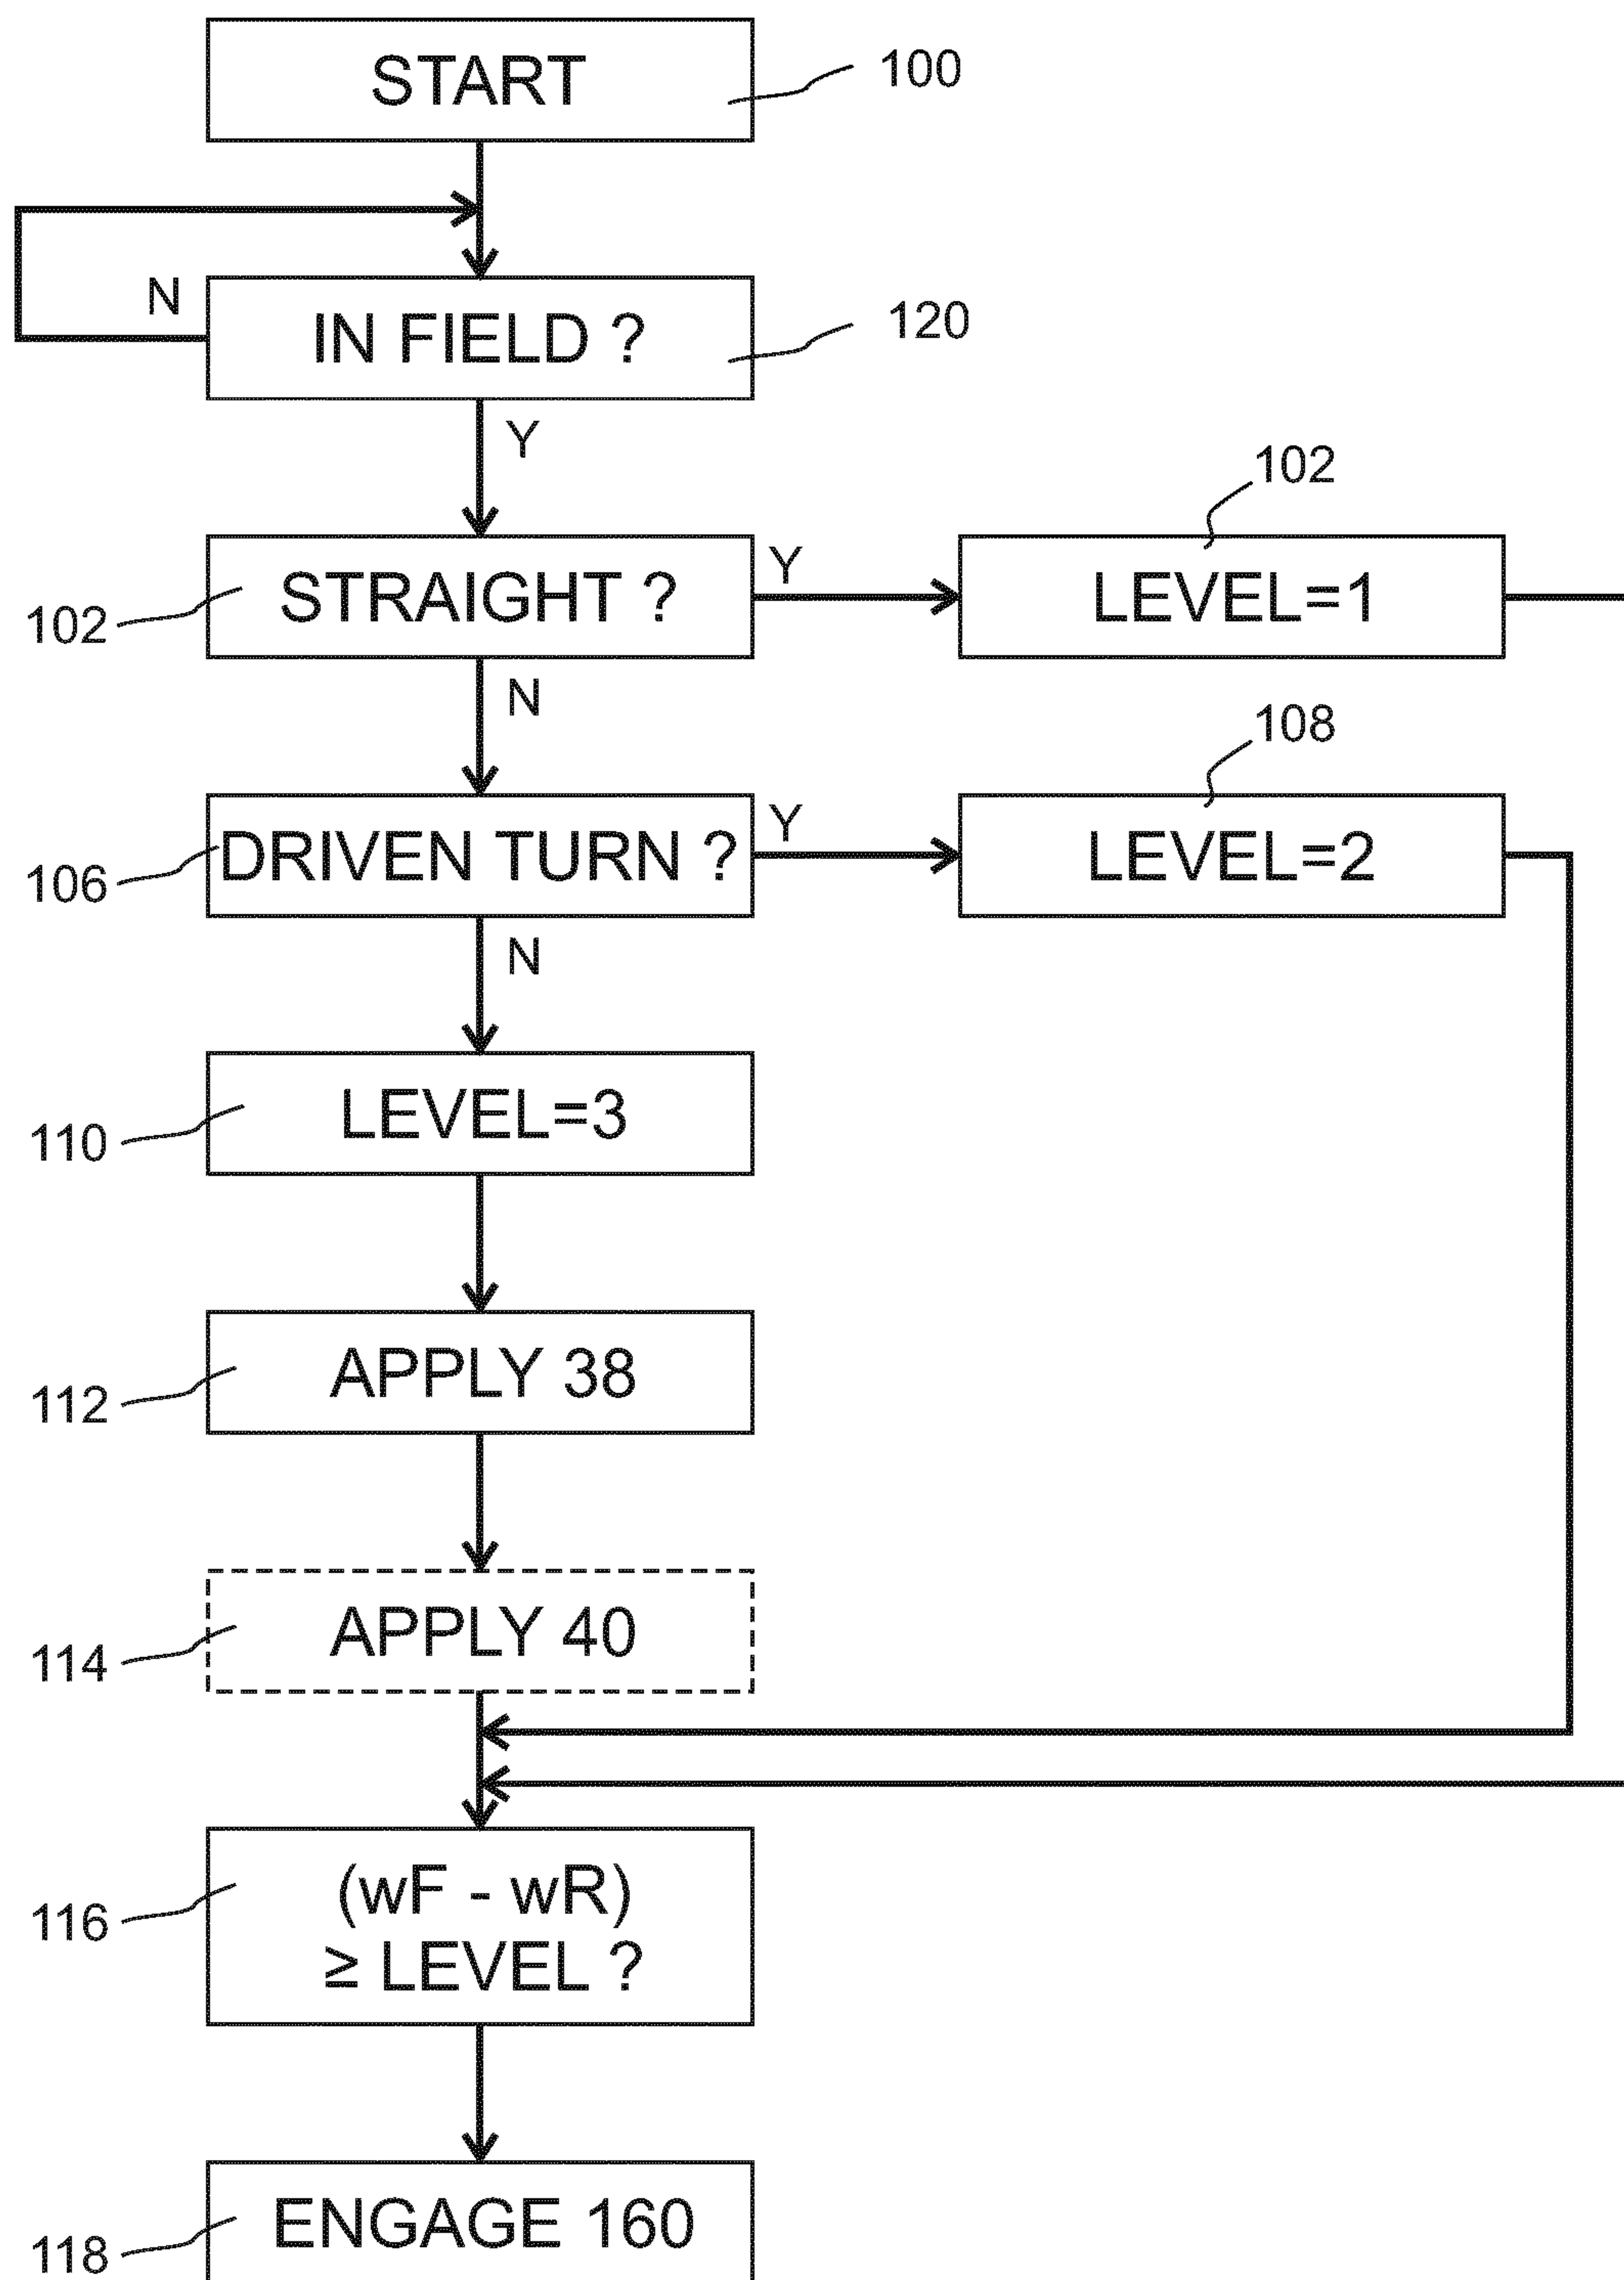 START
100
N
IN FIELD ?
120
Y
102
STRAIGHT ?
Y
102
LEVEL=1
N
108
106
DRIVEN TURN ?
Y
LEVEL=2
N
110
LEVEL=3
112
APPLY 38
114
APPLY 40
116
(wF - wR)
≥ LEVEL ?
118
ENGAGE 160